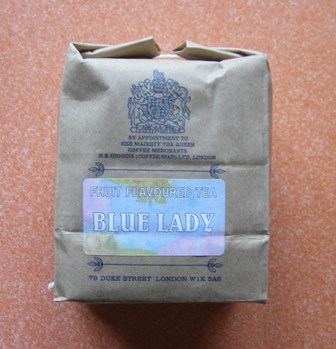 BY APPOINTMENT TO
HER MAJESTY THE QUEEN
COFFEE MERCHANTS
H.R. HIGGINS (COFFEE-MAN) LTD. LONDON
FRUIT FLAVOURED TEA
BLUE LADY
79 DUKE STREET LONDON W1K 5AS